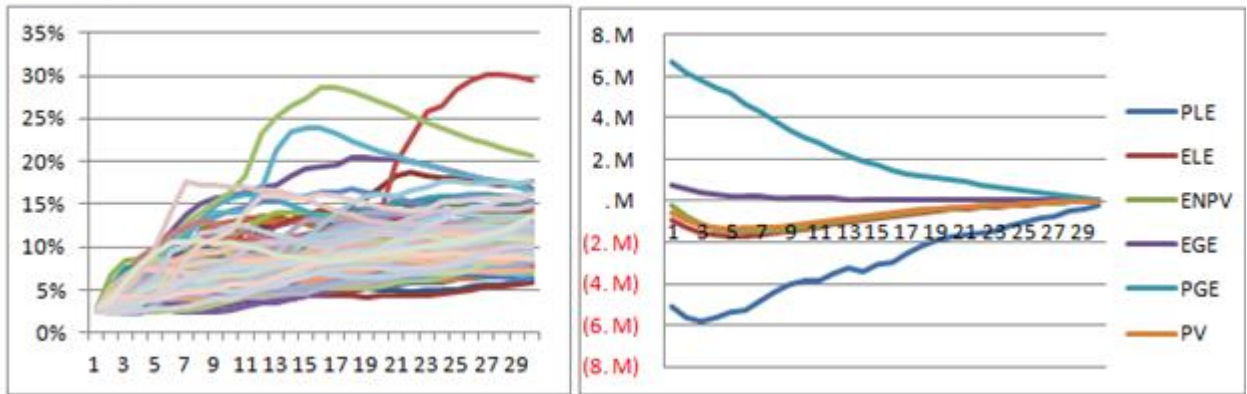 35%
30%
25%
20%
15%
10%
5%
0%
1 3 5 7 9 11 13 15 17 19 21 23 25 27 29
8. M
6. M
4. M
2. M
. M
(2. M)
(4. M)
(6. M)
(8. M)
1 3 5 7 9 11 13 15 17 19 21 23 25 27 29
PLE
ELE
ENPV
EGE
PGE
PV